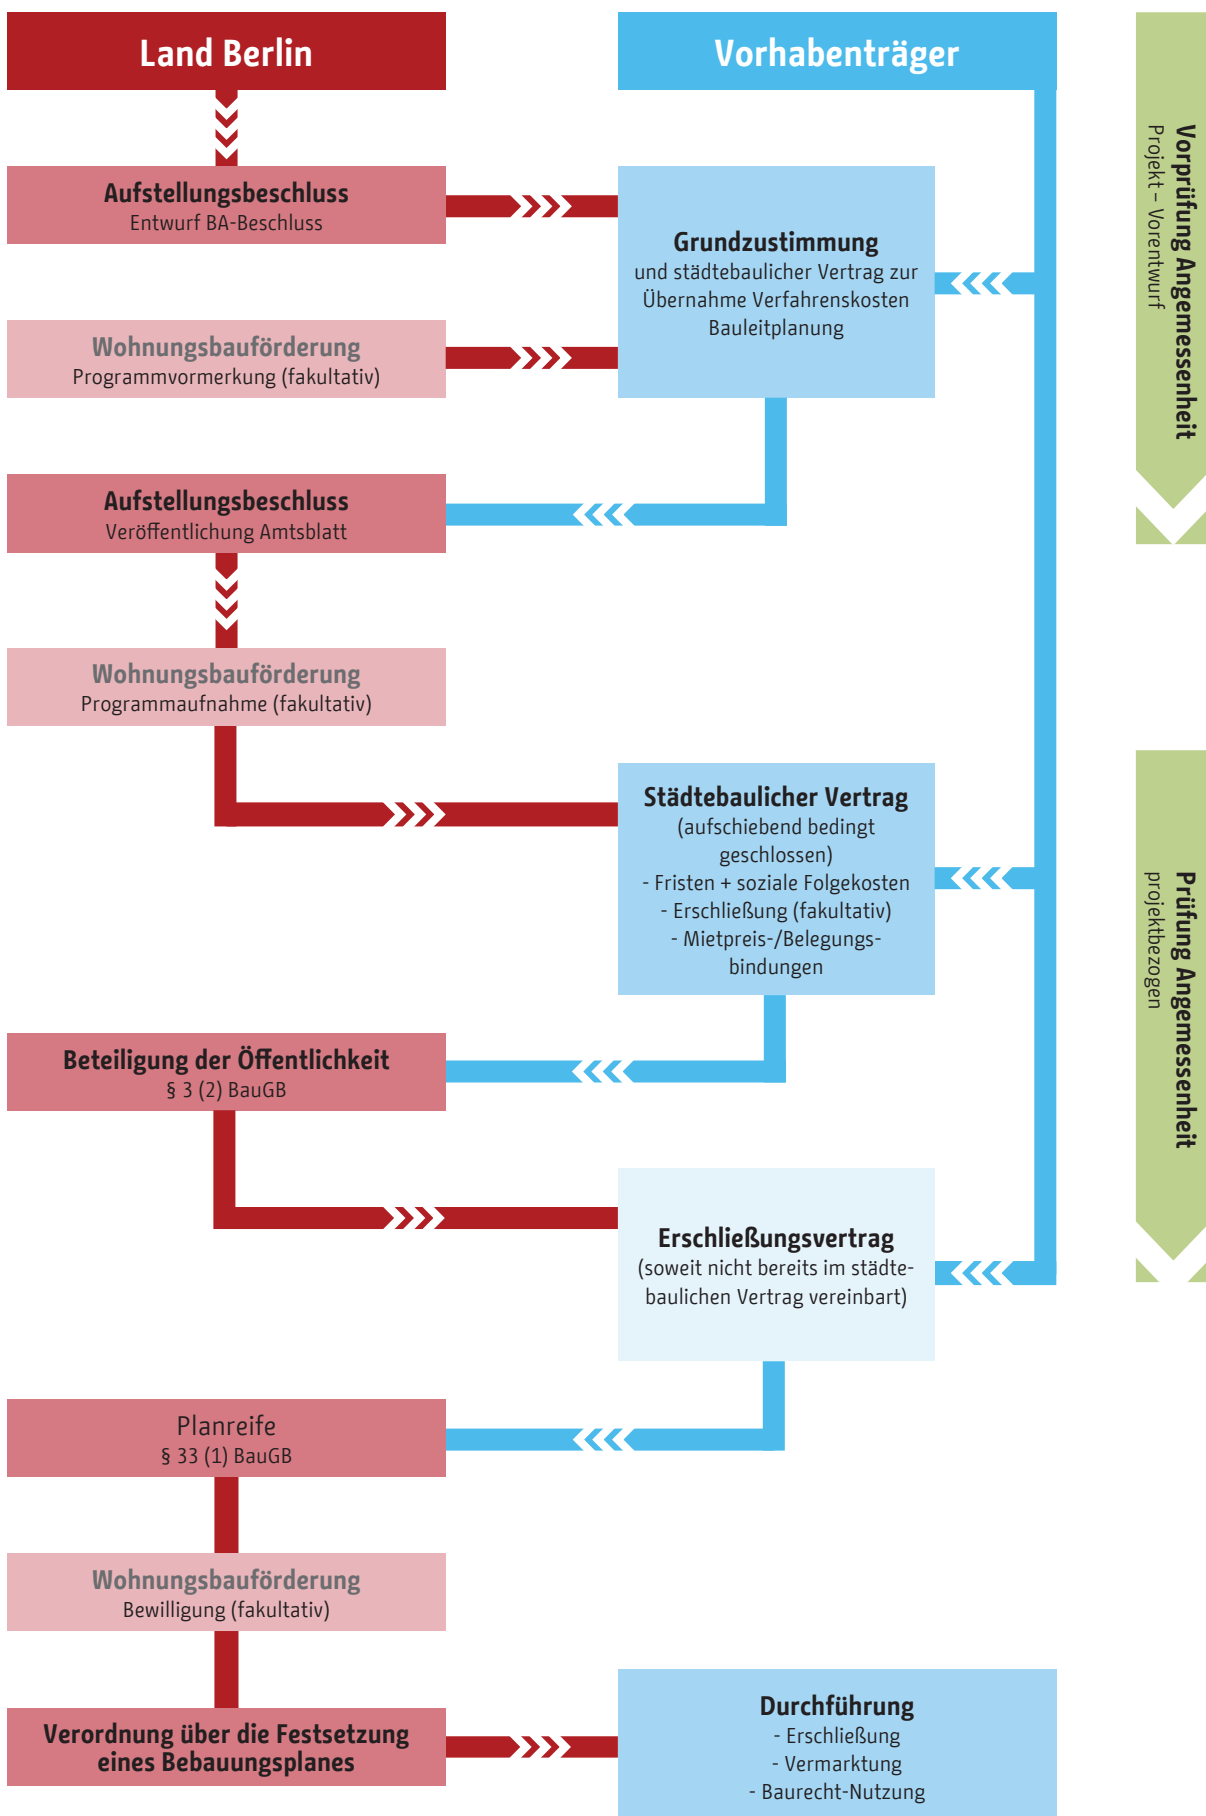 Land Berlin
Vorhabenträger
Aufstellungsbeschluss
Entwurf BA-Beschluss
Grundzustimmung
und städtebaulicher Vertrag zur
Übernahme Verfahrenskosten
Bauleitplanung
Wohnungsbauförderung
Programmvormerkung (fakultativ)
Aufstellungsbeschluss
Veröffentlichung Amtsblatt
Wohnungsbauförderung
Programmaufnahme (fakultativ)
Städtebaulicher Vertrag
(aufschiebend bedingt
geschlossen)
- Fristen + soziale Folgekosten
- Erschließung (fakultativ)
- Mietpreis-/Belegungs-
bindungen
Beteiligung der Öffentlichkeit
§ 3 (2) BauGB
Erschließungsvertrag
(soweit nicht bereits im städte-
baulichen Vertrag vereinbart)
Planreife
§ 33 (1) BauGB
Wohnungsbauförderung
Bewilligung (fakultativ)
Verordnung über die Festsetzung
eines Bebauungsplanes
Durchführung
- Erschließung
- Vermarktung
- Baurecht-Nutzung
Vorprüfung Angemessenheit
Projekt – Vorentwurf
Prüfung Angemessenheit
projektbezogen